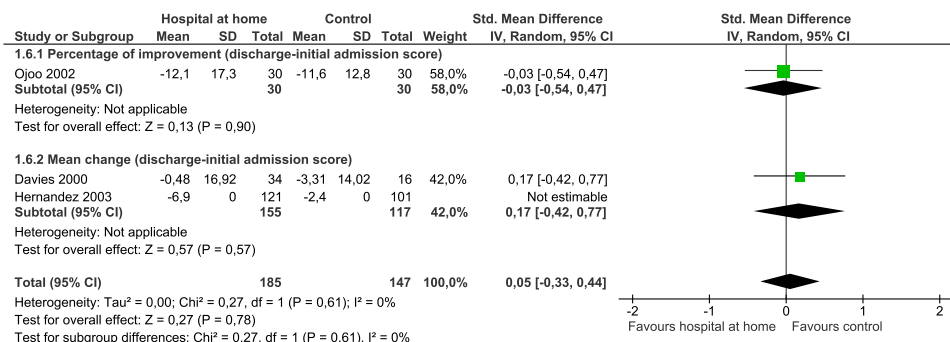 Hospital at home Control Std. Mean Difference Std. Mean Difference
Study or Subgroup Mean SD Total Mean SD Total Weight IV, Random, 95% CI IV, Random, 95% CI
1.6.1 Percentage of improvement (discharge-initial admission score)
Ojoo 2002 -12,1 17,3 30 -11,6 12,8 30 58,0% -0,03 [-0,54, 0,47]
Subtotal (95% CI) 30 30 58,0% -0,03 [-0,54, 0,47]
Heterogeneity: Not applicable
Test for overall effect: Z = 0,13 (P = 0,90)
1.6.2 Mean change (discharge-initial admission score)
Davies 2000 -0,48 16,92 34 -3,31 14,02 16 42,0% 0,17 [-0,42, 0,77]
Hernandez 2003 -6,9 0 121 -2,4 0 101 Not estimable
Subtotal (95% CI) 155 117 42,0% 0,17 [-0,42, 0,77]
Heterogeneity: Not applicable
Test for overall effect: Z = 0,57 (P = 0,57)
Total (95% CI) 185 147 100,0% 0,05 [-0,33, 0,44]
Heterogeneity: Tau² = 0,00; Chi² = 0,27, df = 1 (P = 0,61); I² = 0%
Test for overall effect: Z = 0,27 (P = 0,78)
Test for subgroup differences: Chi² = 0,27, df = 1 (P = 0,61), I² = 0%
-2 -1 0 1 2
Favours hospital at home Favours control